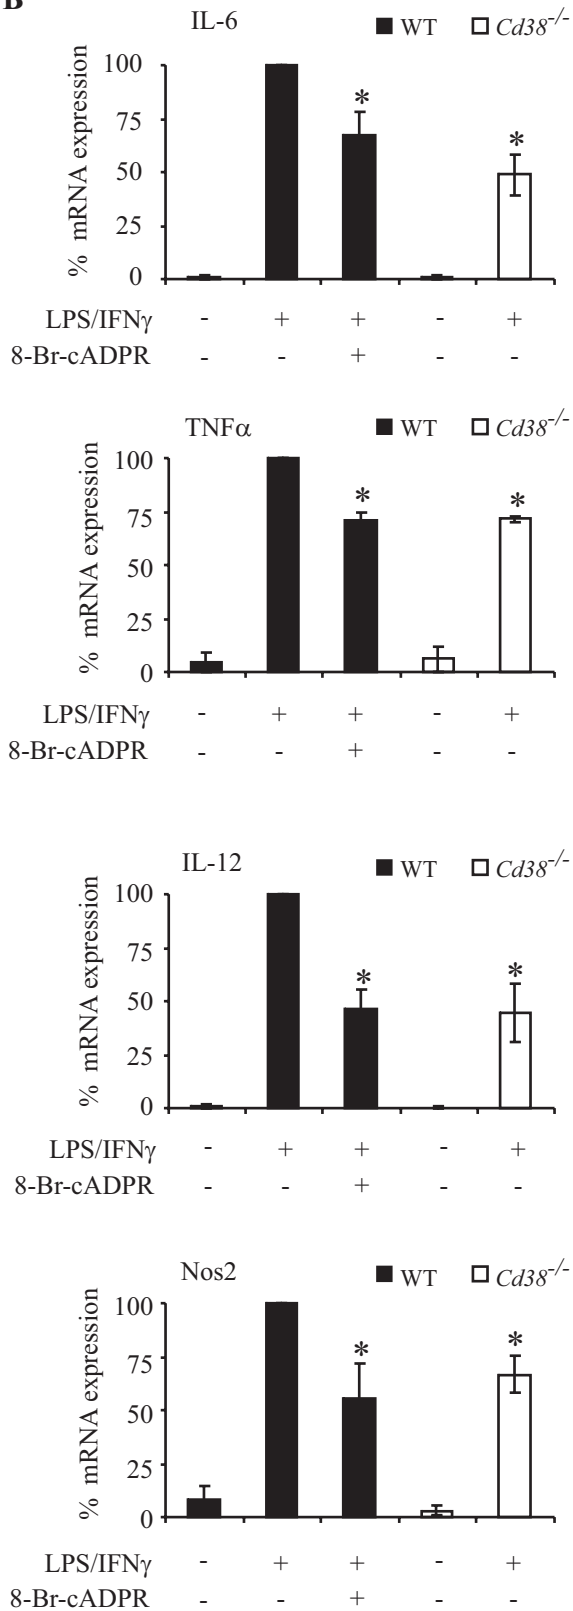 B
IL-6 WT Cd38-/-
% mRNA expression
100
75
50
25
0
* *
LPS/IFNγ - + + - +
8-Br-cADPR - - + - -
TNFα WT Cd38-/-
% mRNA expression
100
75
50
25
0
* *
LPS/IFNγ - + + - +
8-Br-cADPR - - + - -
IL-12 WT Cd38-/-
% mRNA expression
100
75
50
25
0
* *
LPS/IFNγ - + + - +
8-Br-cADPR - - + - -
Nos2 WT Cd38-/-
% mRNA expression
100
75
50
25
0
* *
LPS/IFNγ - + + - +
8-Br-cADPR - - + - -